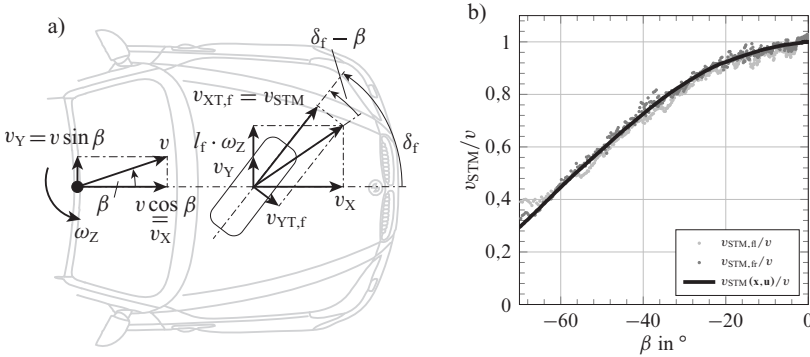 a)
δf − β
vXT,f = vSTM
lf · ωZ
δf
vY = v sin β
v
vY
β
v cos β
=
vX
vX
vYT,f
ωZ
b)
vSTM/v
1
0,8
0,6
0,4
0,2
0
−60
−40
−20
0
β in °
vSTM,fl/v
vSTM,fr/v
vSTM(x,u)/v